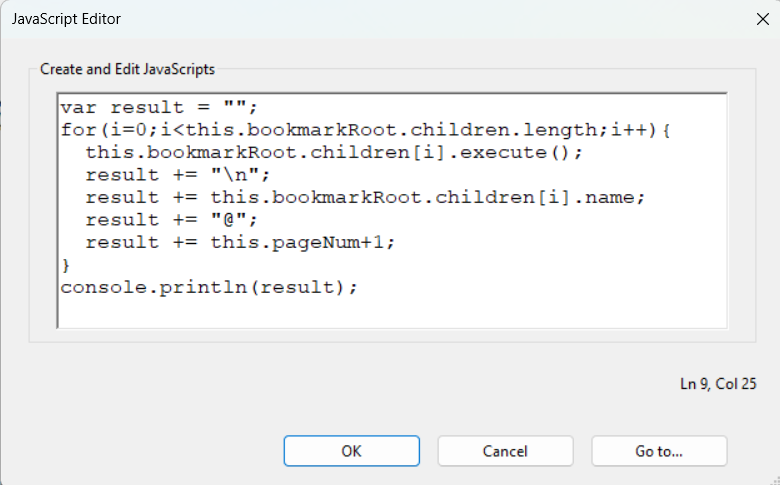 JavaScript Editor
Create and Edit JavaScripts
var result = "";
for(i=0;i<this.bookmarkRoot.children.length;i++){
  this.bookmarkRoot.children[i].execute();
  result += "\n";
  result += this.bookmarkRoot.children[i].name;
  result += "@";
  result += this.pageNum+1;
}
console.println(result);
Ln 9, Col 25
OK
Cancel
Go to...